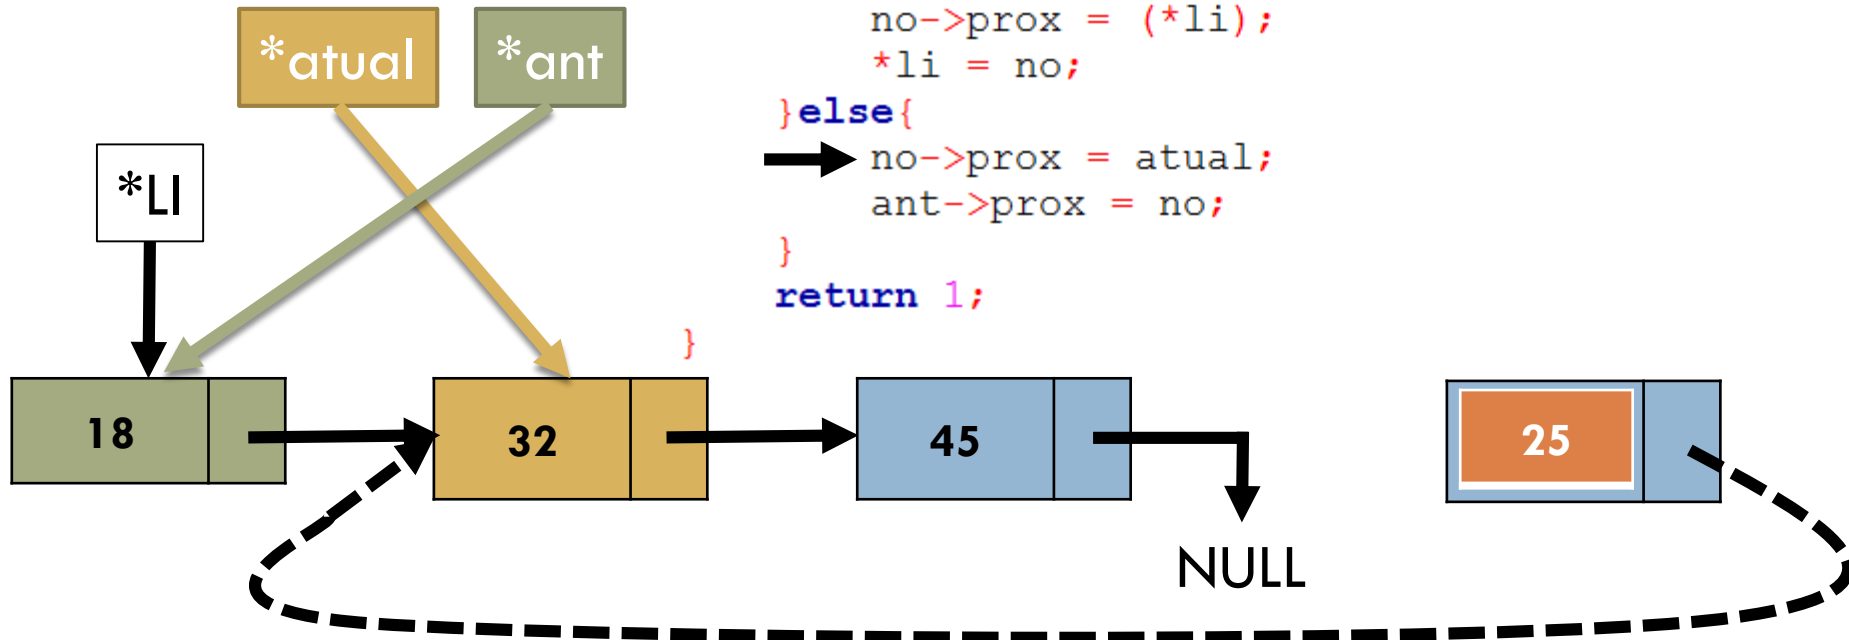 no->prox = (*li);
*atual *ant
*li = no;
}else{
no->prox = atual;
*LI
ant->prox = no;
}
return 1;
}
18 32 45 25
NULL